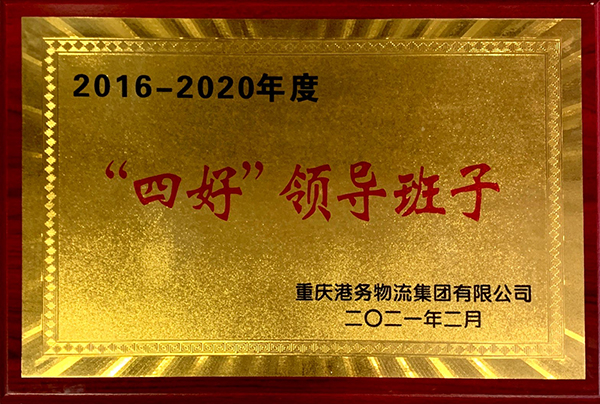 2016-2020年度
“四好”领导班子
重庆港务物流集团有限公司
二〇二一年二月